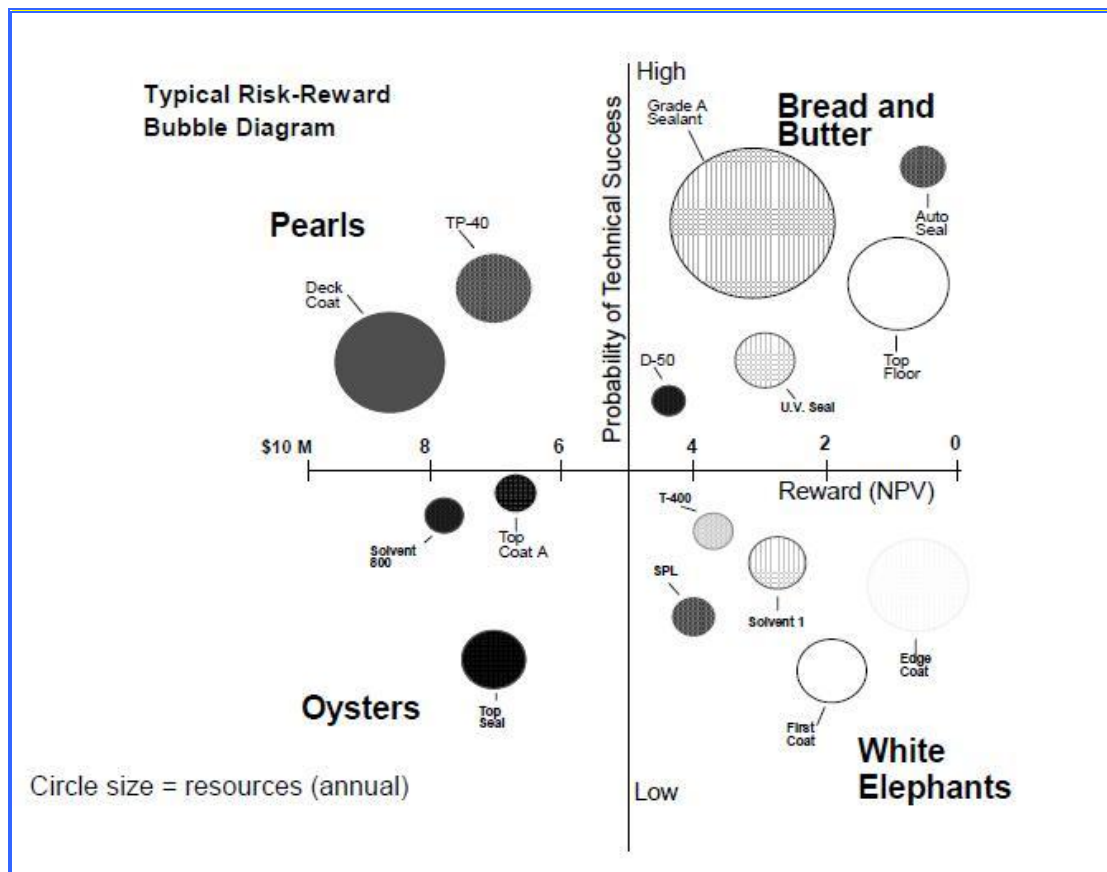 Typical Risk-Reward
Bubble Diagram
High
Probability of Technical Success
Grade A
Sealant
Bread and
Butter
Auto
Seal
Pearls
TP-40
Deck
Coat
Top
Floor
D-50
U.V. Seal
$10 M
8
6
4
2
0
Reward (NPV)
T-400
Solvent
800
Top
Coat A
SPL
Solvent 1
Edge
Coat
Oysters
Top
Seal
First
Coat
White
Elephants
Circle size = resources (annual)
Low